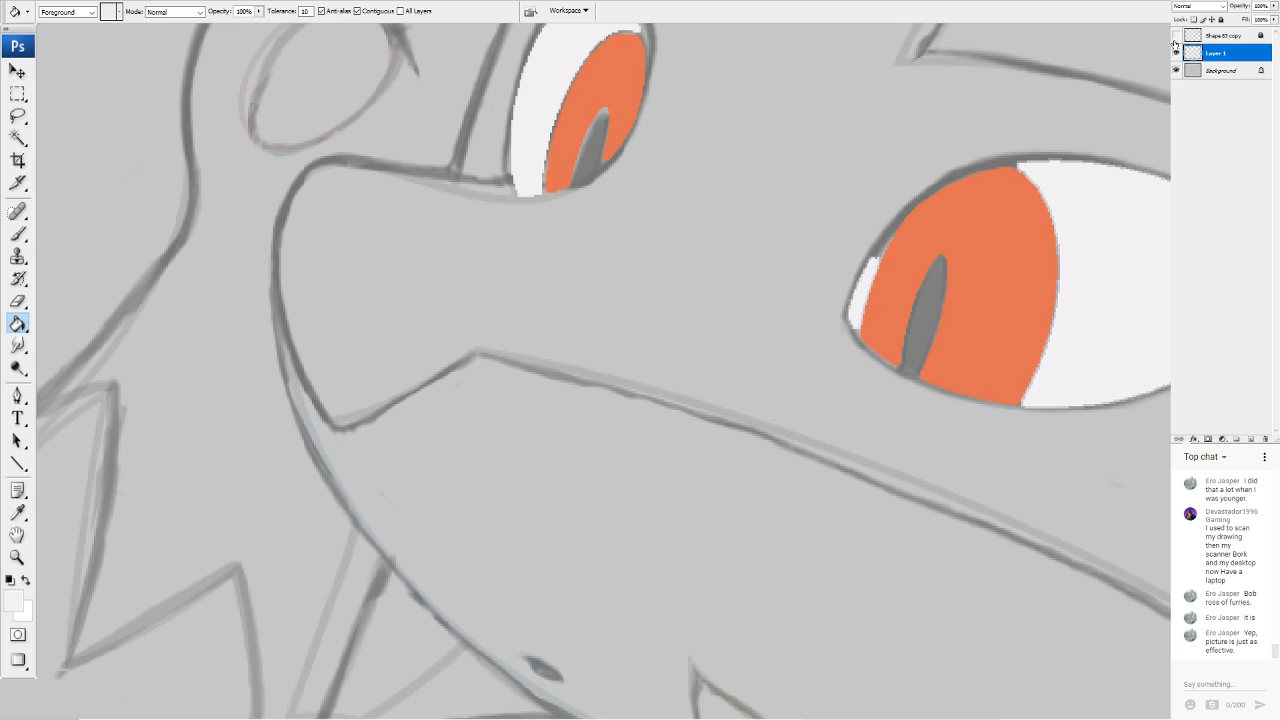 Foreground
Mode: Normal
Opacity: 100%
Tolerance: 10
Anti-alias
Contiguous
All Layers
Workspace
Normal
Opacity: 100%
Lock:
Fill: 100%
Ps
Shape 83 copy
Layer 1
Background
T
fx
Top chat
Ero Jasper I did
that a lot when I
was younger.
Devastador1996
Gaming
I used to scan
my drawing
then my
scanner Bork
and my desktop
now Have a
laptop
Ero Jasper Bob
ross of furries.
Ero Jasper it is
Ero Jasper Yep,
picture is just as
effective.
Say something...
0/200